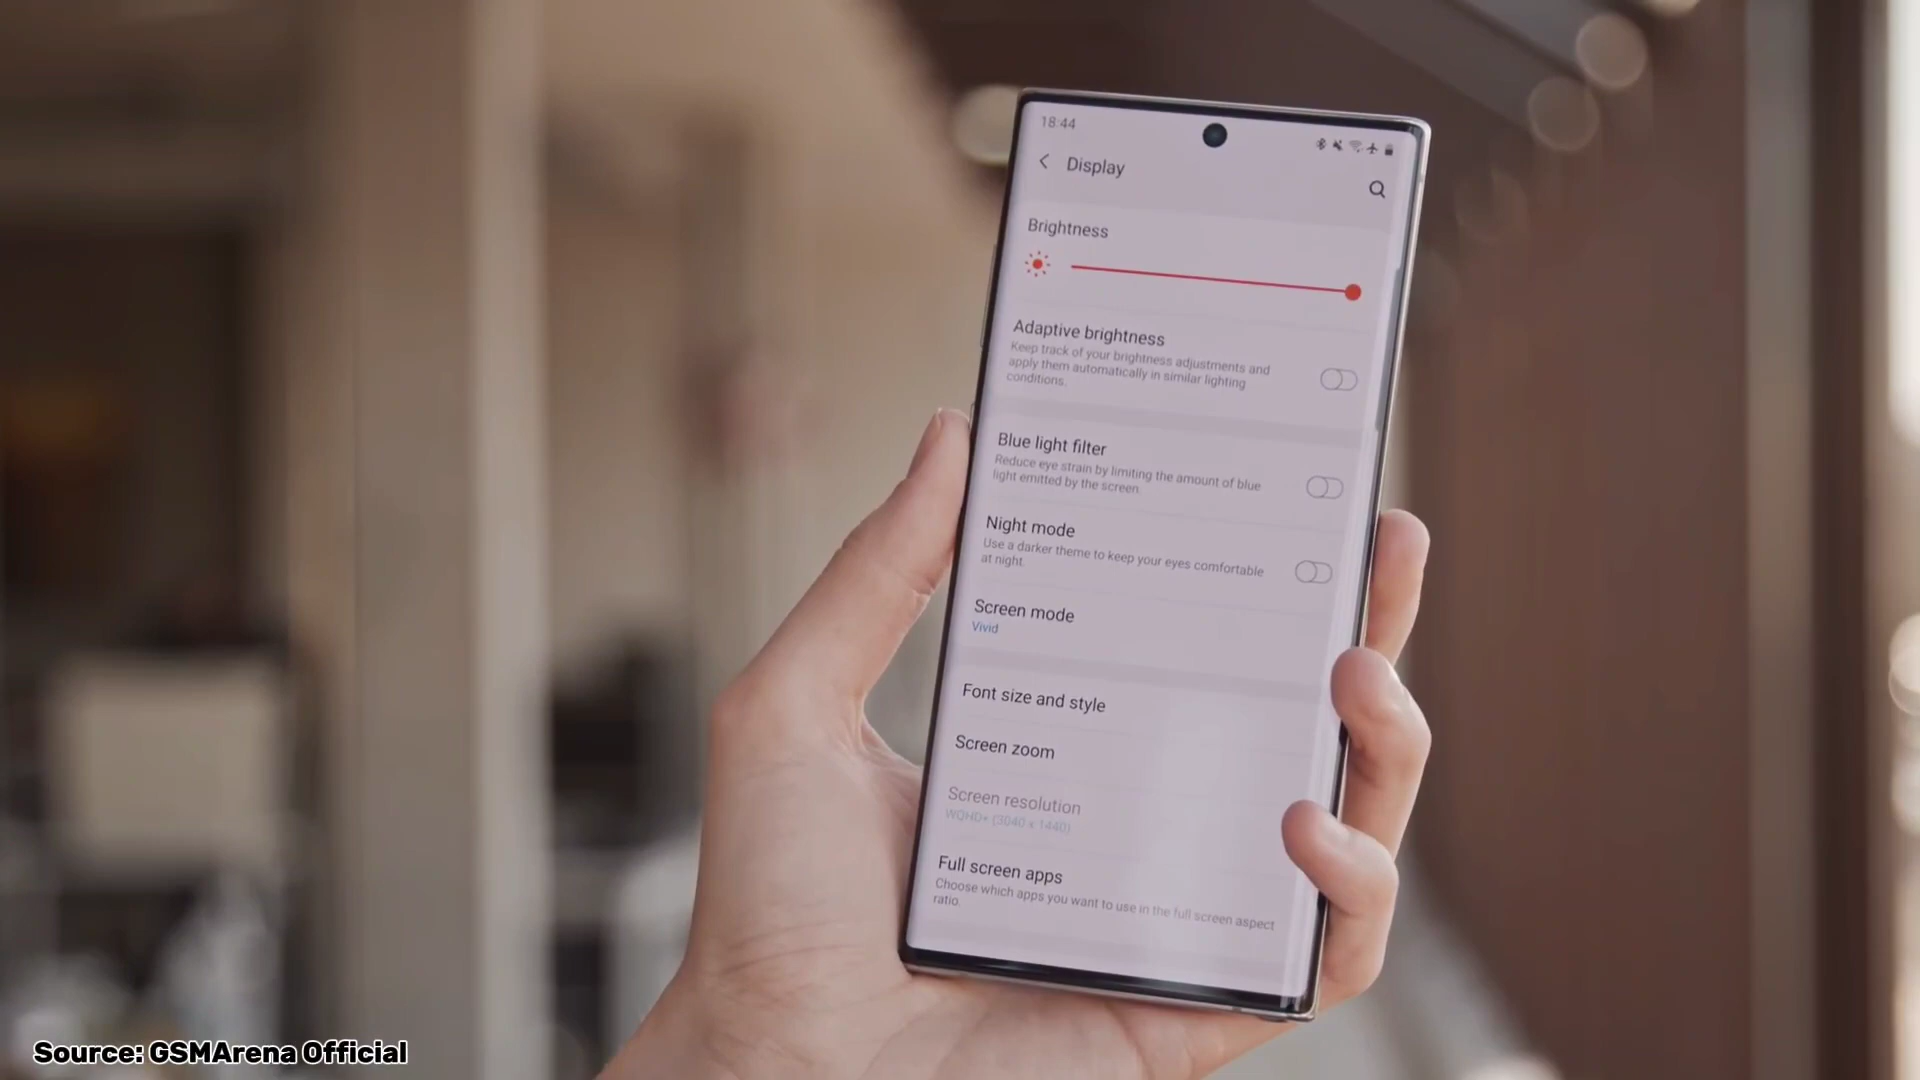 18:44
Display
Brightness
Adaptive brightness
Keep track of your brightness adjustments and
apply them automatically in similar lighting
conditions.
Blue light filter
Reduce eye strain by limiting the amount of blue
light emitted by the screen.
Night mode
Use a darker theme to keep your eyes comfortable
at night.
Screen mode
Vivid
Font size and style
Screen zoom
Screen resolution
WQHD+ (3040 x 1440)
Full screen apps
Choose which apps you want to use in the full screen aspect
ratio.
Source: GSMArena Official